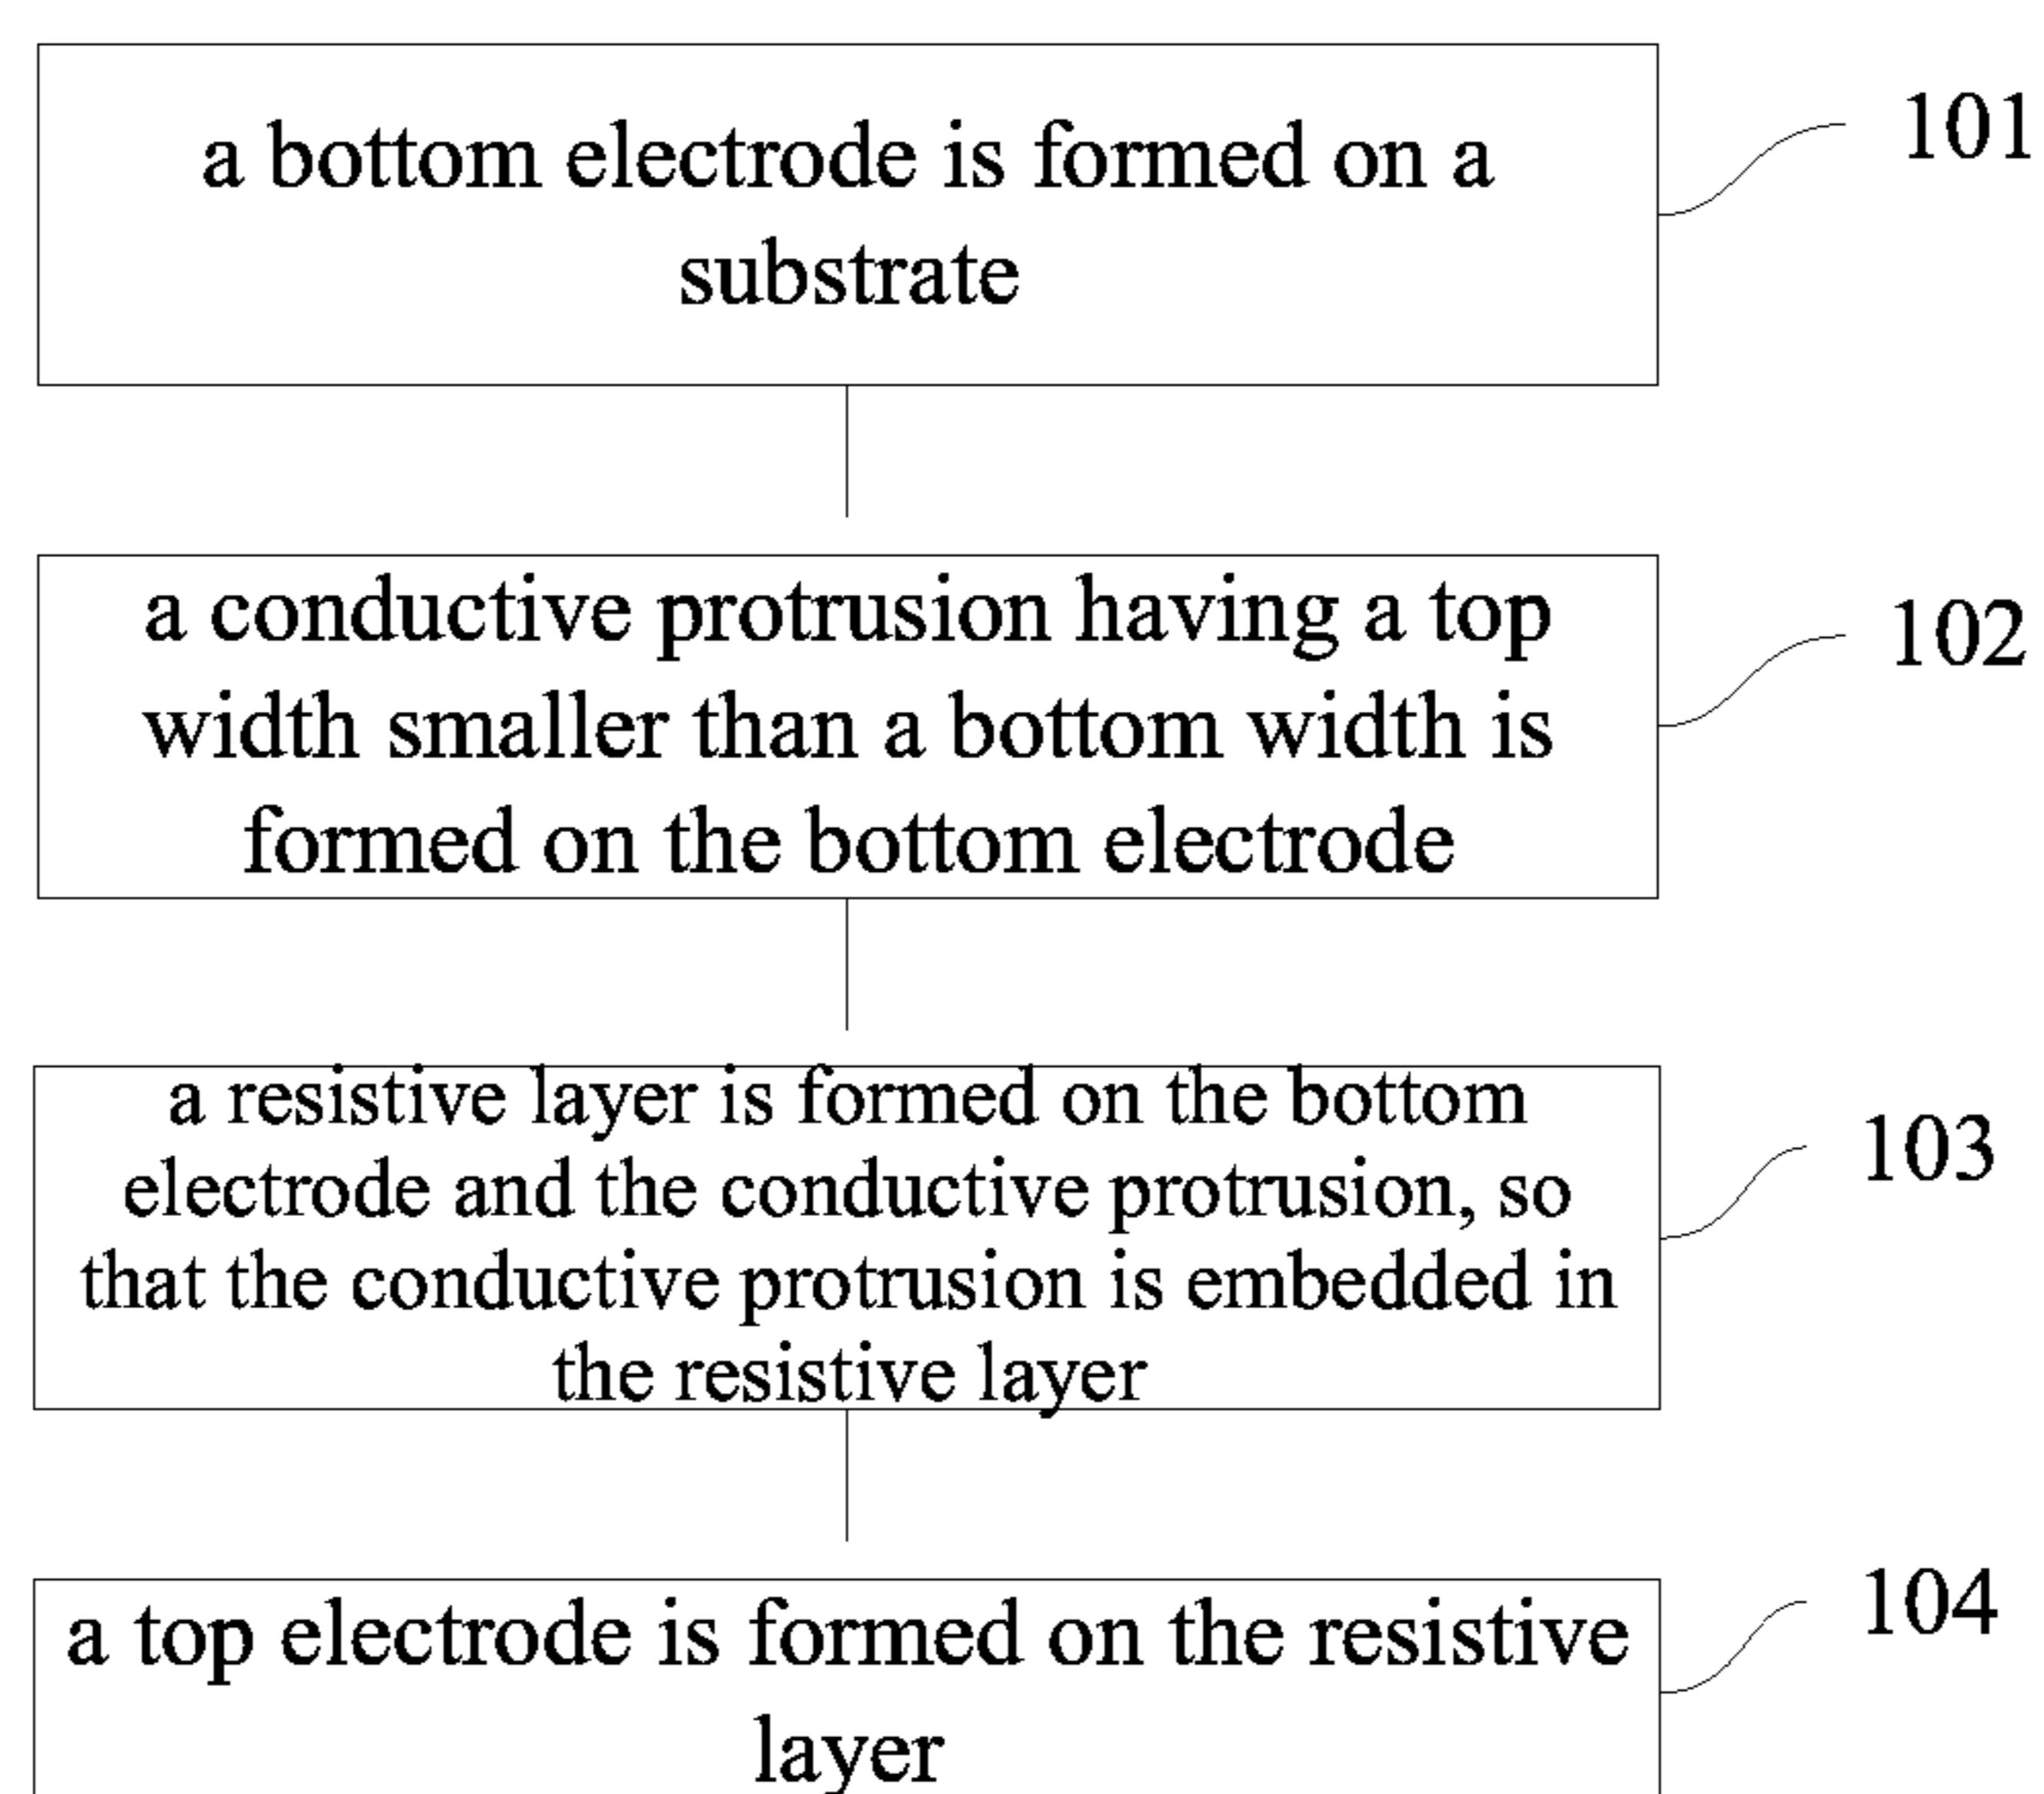 a bottom electrode is formed on a
substrate
101
a conductive protrusion having a top
width smaller than a bottom width is
formed on the bottom electrode
102
a resistive layer is formed on the bottom
electrode and the conductive protrusion, so
that the conductive protrusion is embedded in
the resistive layer
103
a top electrode is formed on the resistive
layer
104